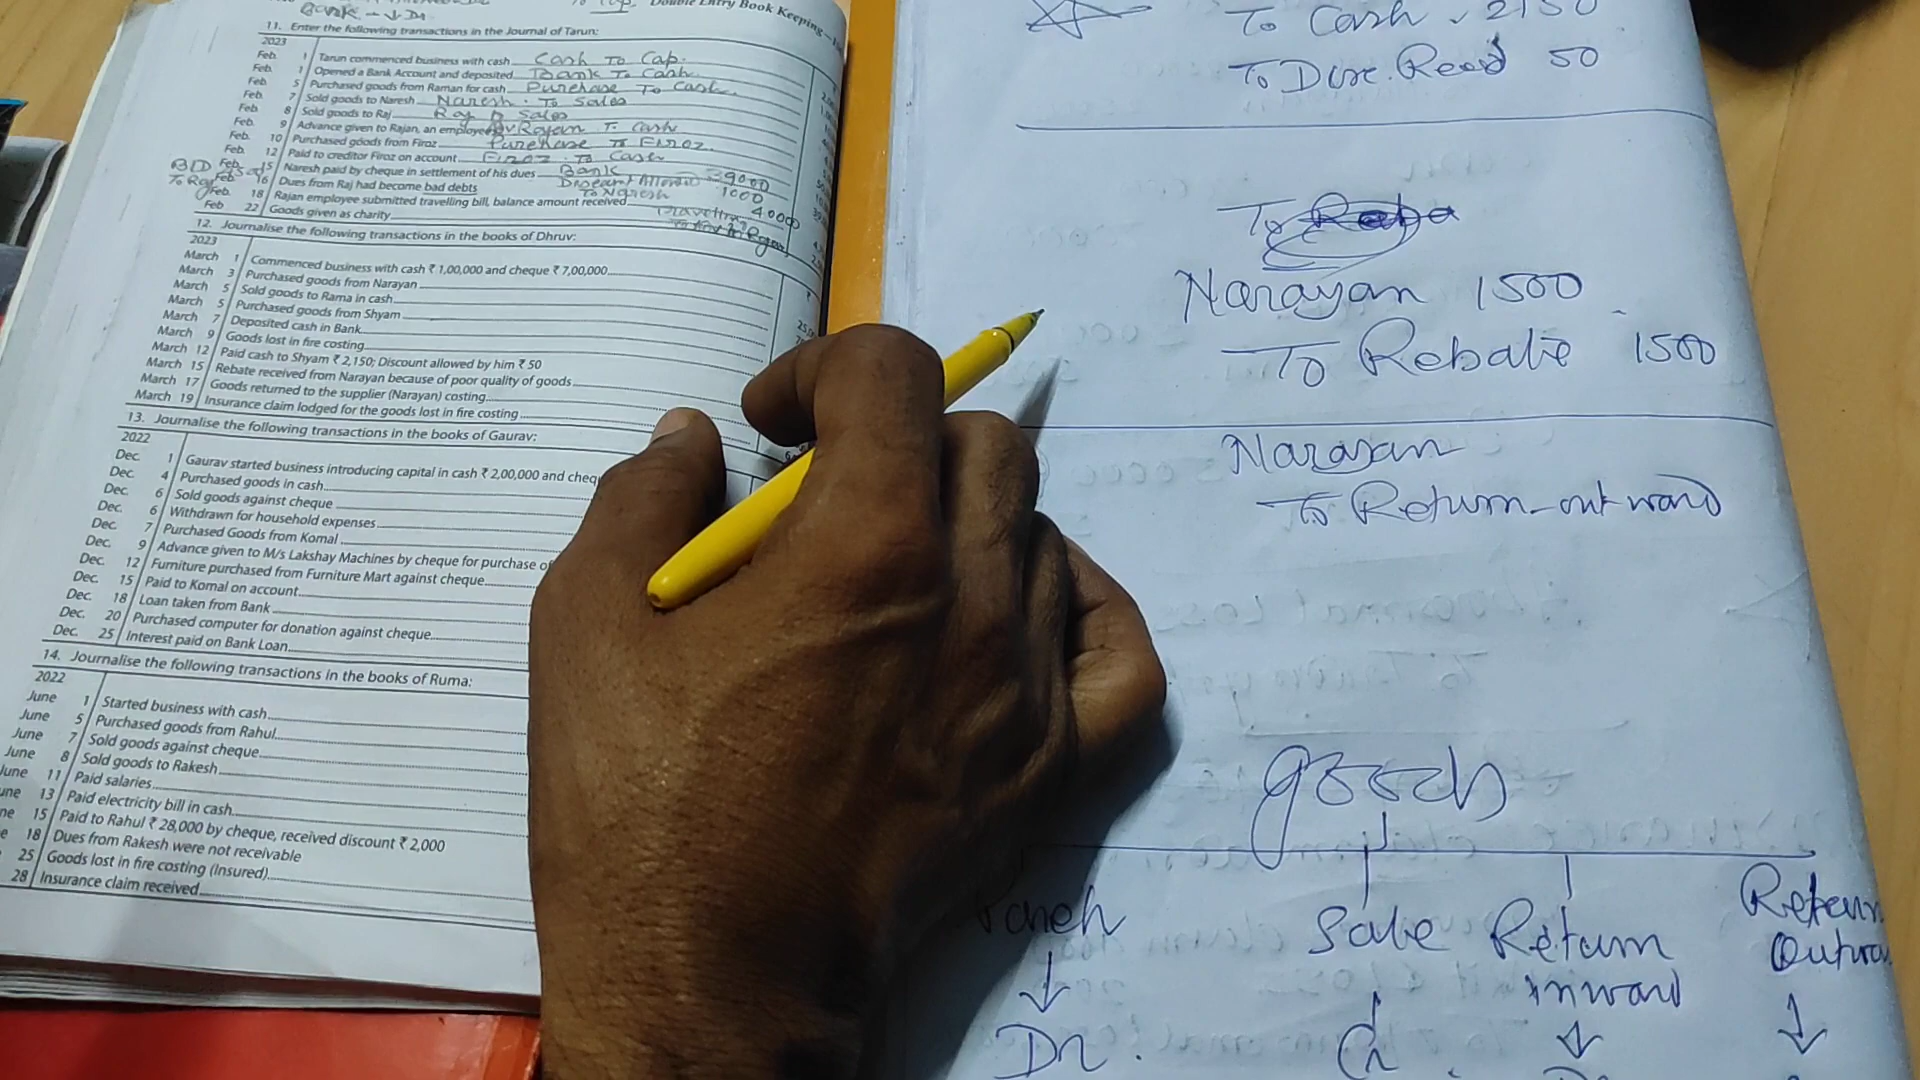 Bank
Double Entry Book Keeping
11. Enter the following transactions in the Journal of Tarun:
2023
Feb. 1 Tarun commenced business with cash Cash To Cap.
Feb. 1 Opened a Bank Account and deposited Bank To Cash
Feb. 5 Purchased goods from Raman for cash Purchase To Cash
Feb. 7 Sold goods to Naresh Naresh. To Sales
Feb. 8 Sold goods to Raj Raj To Sales
Feb. 9 Advance given to Rajan, an employee Adv Rajan To Cash
Feb. 10 Purchased goods from Firoz Purchase To Firoz.
Feb. 12 Paid to creditor Firoz on account Firoz. To Cash
Feb. 15 Naresh paid by cheque in settlement of his dues Bank 39000
BD To Raj
Feb. 16 Dues from Raj had become bad debts Discount Allowed 1000
To Naresh 40000
Feb. 18 Rajan employee submitted travelling bill, balance amount received Travelling
Feb 22 Goods given as charity
12. Journalise the following transactions in the books of Dhruv:
2023
March 1 Commenced business with cash ₹ 1,00,000 and cheque ₹ 7,00,000
March 3 Purchased goods from Narayan
March 5 Sold goods to Rama in cash
March 5 Purchased goods from Shyam
March 7 Deposited cash in Bank
March 9 Goods lost in fire costing
March 12 Paid cash to Shyam ₹ 2,150; Discount allowed by him ₹ 50
March 15 Rebate received from Narayan because of poor quality of goods
March 17 Goods returned to the supplier (Narayan) costing
March 19 Insurance claim lodged for the goods lost in fire costing
13. Journalise the following transactions in the books of Gaurav:
2022
Dec. 1 Gaurav started business introducing capital in cash ₹ 2,00,000 and cheq
Dec. 4 Purchased goods in cash
Dec. 6 Sold goods against cheque
Dec. 6 Withdrawn for household expenses
Dec. 7 Purchased Goods from Komal
Dec. 9 Advance given to M/s Lakshay Machines by cheque for purchase of
Dec. 12 Furniture purchased from Furniture Mart against cheque
Dec. 15 Paid to Komal on account
Dec. 18 Loan taken from Bank
Dec. 20 Purchased computer for donation against cheque
Dec. 25 Interest paid on Bank Loan
14. Journalise the following transactions in the books of Ruma:
2022
June 1 Started business with cash
June 5 Purchased goods from Rahul
June 7 Sold goods against cheque
June 8 Sold goods to Rakesh
June 11 Paid salaries
une 13 Paid electricity bill in cash
ne 15 Paid to Rahul ₹ 28,000 by cheque, received discount ₹ 2,000
e 18 Dues from Rakesh were not receivable
25 Goods lost in fire costing (Insured)
28 Insurance claim received
To Cash 2150
To Disc. Recd 50
To
Narayan 1500
To Rebate 1500
Narayan
To Return-outward
goods
Sale Return inward Return
Dr. Cr